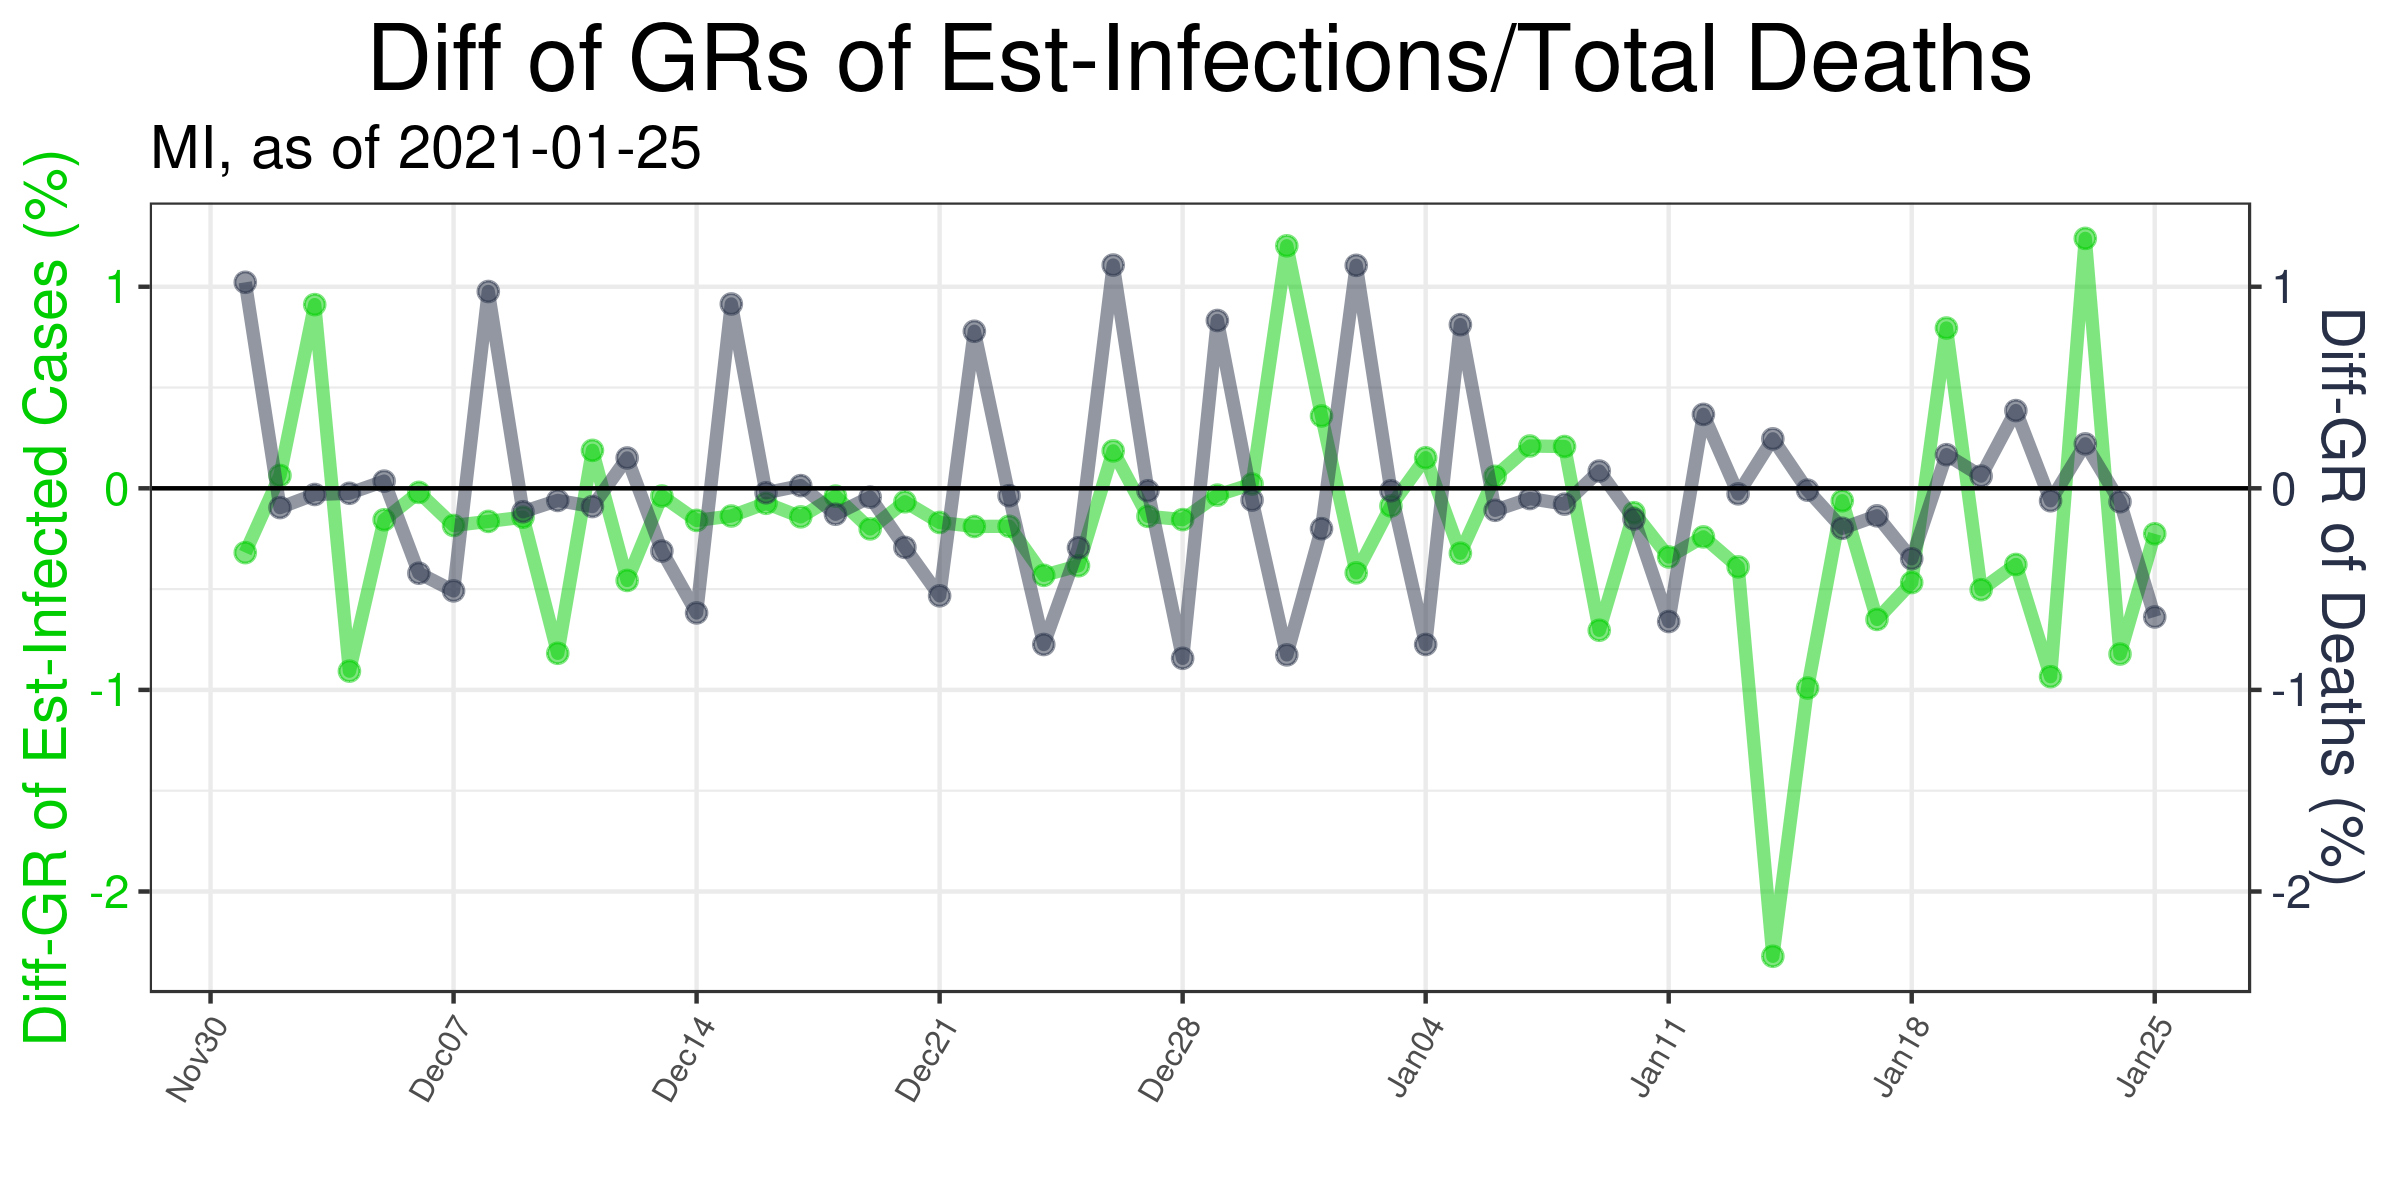 Diff of GRs of Est-Infections/Total Deaths
MI, as of 2021-01-25
Diff-GR of Est-Infected Cases (%)
1
0
-1
-2
1
0
-1
-2
Diff-GR of Deaths (%)
Nov30
Dec07
Dec14
Dec21
Dec28
Jan04
Jan11
Jan18
Jan25